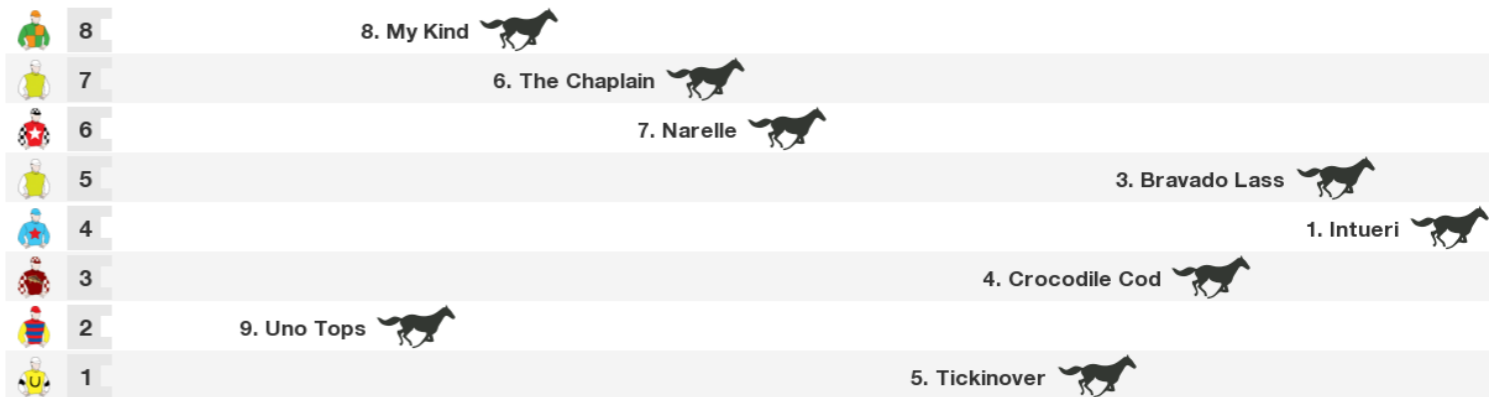 8 8. My Kind
7 6. The Chaplain
6 7. Narelle
5 3. Bravado Lass
4 1. Intueri
3 4. Crocodile Cod
2 9. Uno Tops
U 1 5. Tickinover